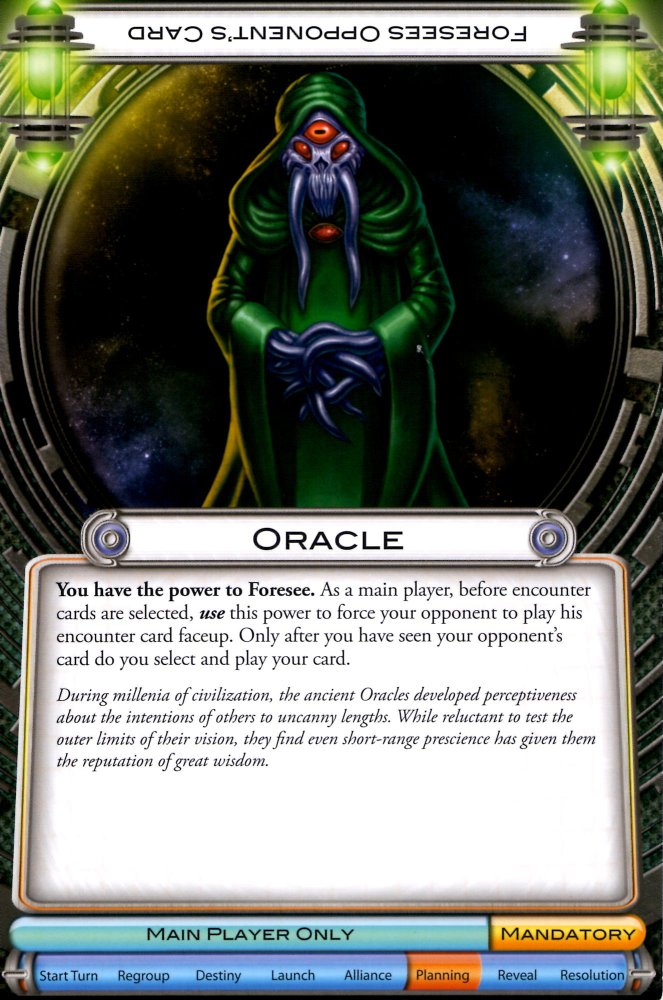 Foresees Opponent's Card
Oracle
You have the power to Foresee. As a main player, before encounter
cards are selected, use this power to force your opponent to play his
encounter card faceup. Only after you have seen your opponent's
card do you select and play your card.
During millenia of civilization, the ancient Oracles developed perceptiveness
about the intentions of others to uncanny lengths. While reluctant to test the
outer limits of their vision, they find even short-range prescience has given them
the reputation of great wisdom.
Main Player Only Mandatory
Start Turn Regroup Destiny Launch Alliance Planning Reveal Resolution